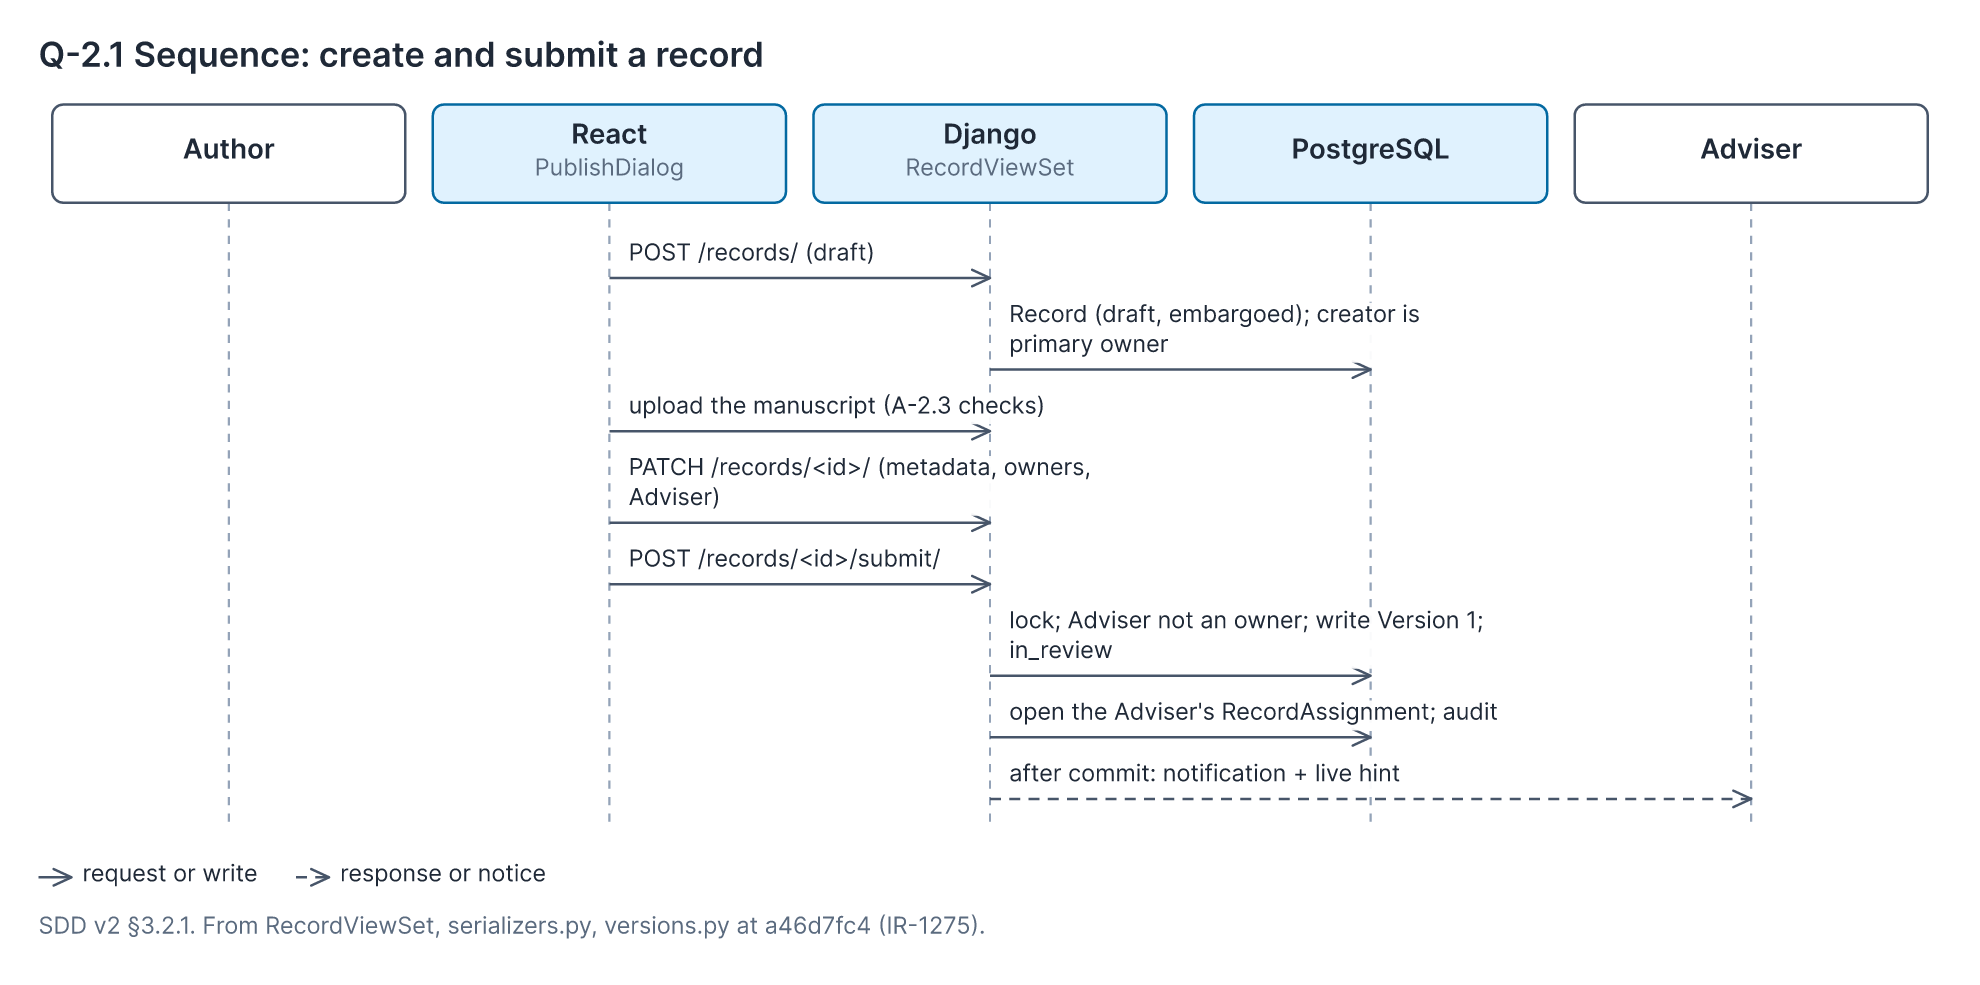 Q-2.1 Sequence: create and submit a record
Author
React
PublishDialog
Django
RecordViewSet
PostgreSQL
Adviser
POST /records/ (draft)
Record (draft, embargoed); creator is
primary owner
upload the manuscript (A-2.3 checks)
PATCH /records/<id>/ (metadata, owners,
Adviser)
POST /records/<id>/submit/
lock; Adviser not an owner; write Version 1;
in_review
open the Adviser's RecordAssignment; audit
after commit: notification + live hint
request or write
response or notice
SDD v2 §3.2.1. From RecordViewSet, serializers.py, versions.py at a46d7fc4 (IR-1275).